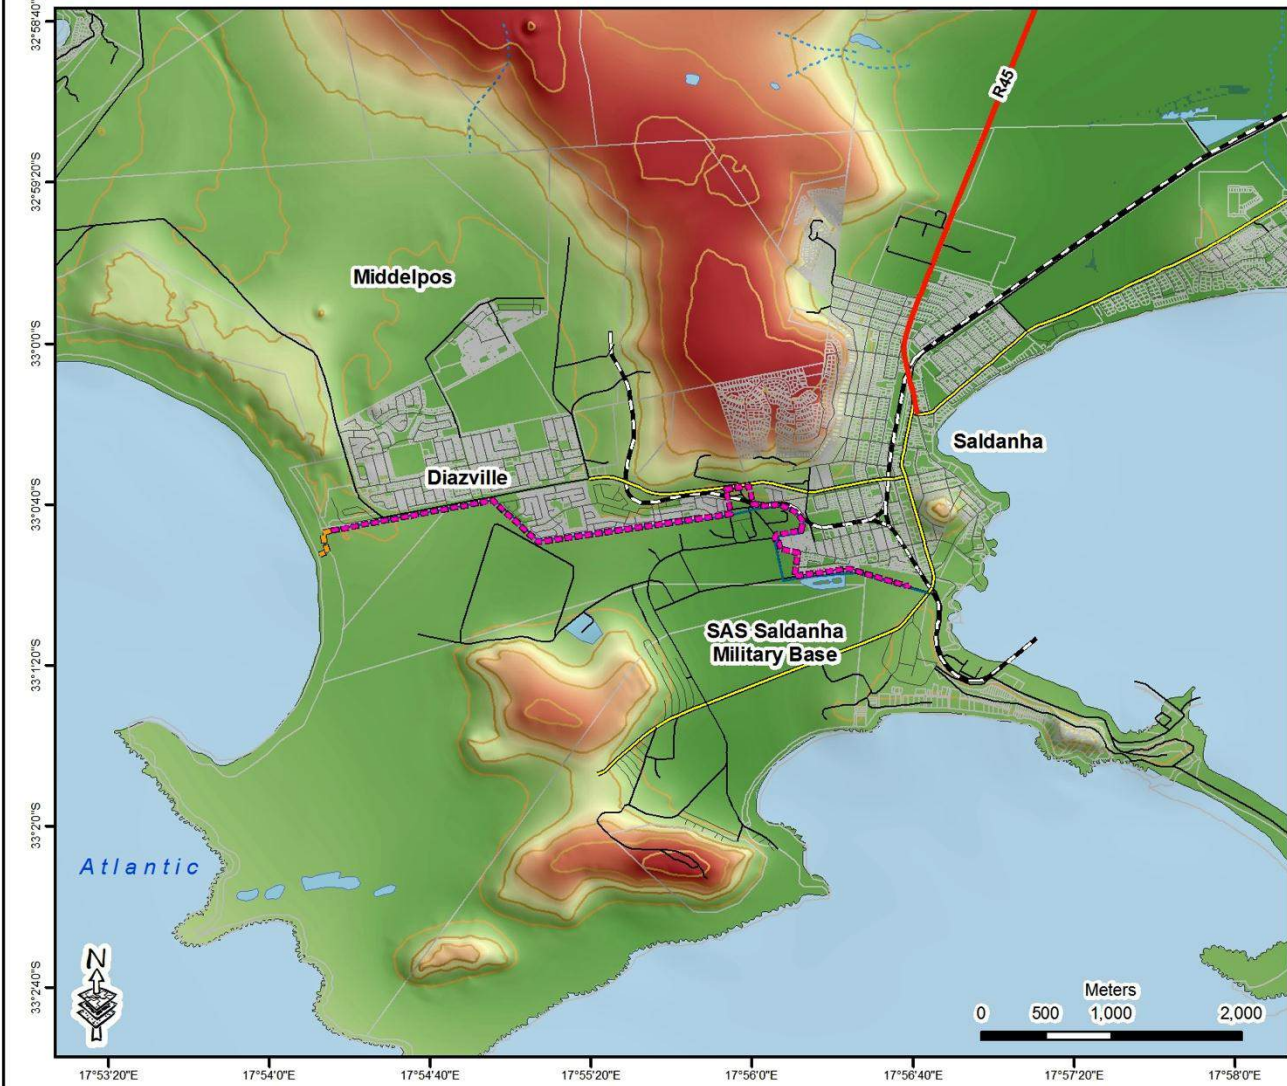 32°58'40"
R45
32°59'20"S
Middelpos
33°0'0"S
Saldanha
Diazville
33°0'40"S
SAS Saldanha
Military Base
33°1'20"S
33°2'0"S
Atlantic
N
33°2'40"S
Meters
0 500 1,000 2,000
17°53'20"E 17°54'0"E 17°54'40"E 17°55'20"E 17°56'0"E 17°56'40"E 17°57'20"E 17°58'0"E